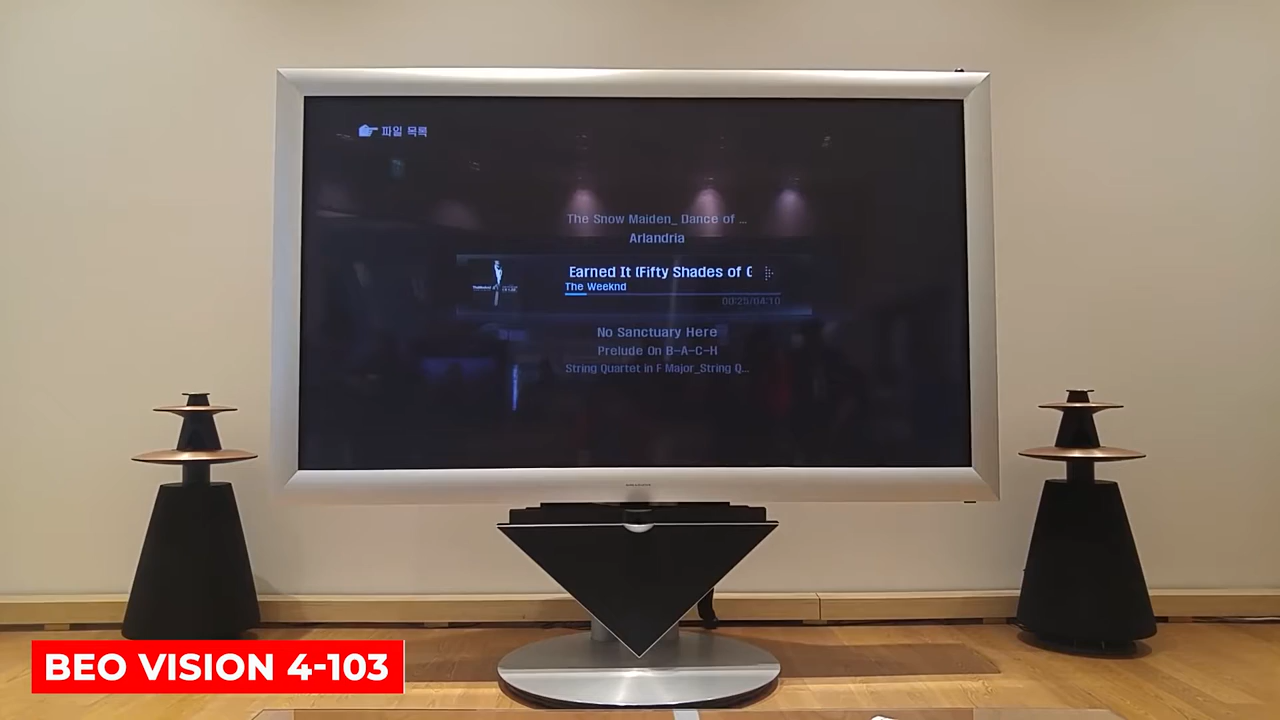 파일 목록
The Snow Maiden_ Dance of ...
Arlandria
Earned It (Fifty Shades of G
The Weeknd
00:25/04:10
No Sanctuary Here
Prelude On B-A-C-H
String Quartet in F Major_String Q...
BEO VISION 4-103